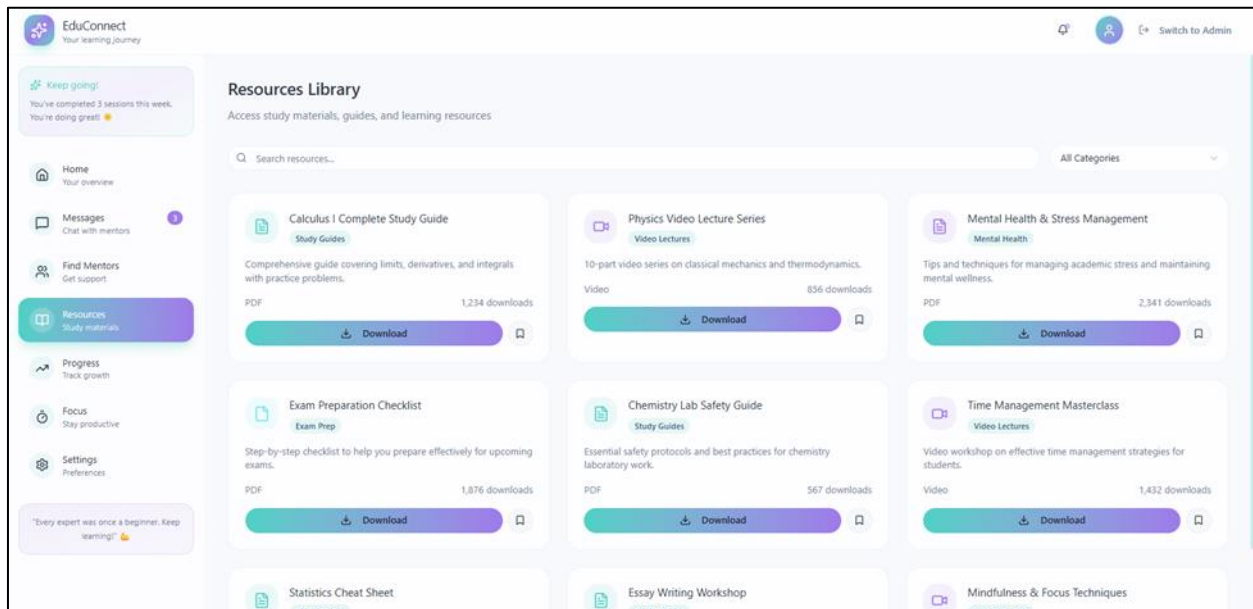 EduConnect
Your learning journey
Switch to Admin
Keep going!
You've completed 3 sessions this week.
You're doing great! 🌟
Home
Your overview
Messages
Chat with mentors
3
Find Mentors
Get support
Resources
Study materials
Progress
Track growth
Focus
Stay productive
Settings
Preferences
"Every expert was once a beginner. Keep
learning!" 💪
Resources Library
Access study materials, guides, and learning resources
Search resources...
All Categories
Calculus I Complete Study Guide
Study Guides
Comprehensive guide covering limits, derivatives, and integrals
with practice problems.
PDF
1,234 downloads
Download
Physics Video Lecture Series
Video Lectures
10-part video series on classical mechanics and thermodynamics.
Video
856 downloads
Download
Mental Health & Stress Management
Mental Health
Tips and techniques for managing academic stress and maintaining
mental wellness.
PDF
2,341 downloads
Download
Exam Preparation Checklist
Exam Prep
Step-by-step checklist to help you prepare effectively for upcoming
exams.
PDF
1,876 downloads
Download
Chemistry Lab Safety Guide
Study Guides
Essential safety protocols and best practices for chemistry
laboratory work.
PDF
567 downloads
Download
Time Management Masterclass
Video Lectures
Video workshop on effective time management strategies for
students.
Video
1,432 downloads
Download
Statistics Cheat Sheet
Essay Writing Workshop
Mindfulness & Focus Techniques